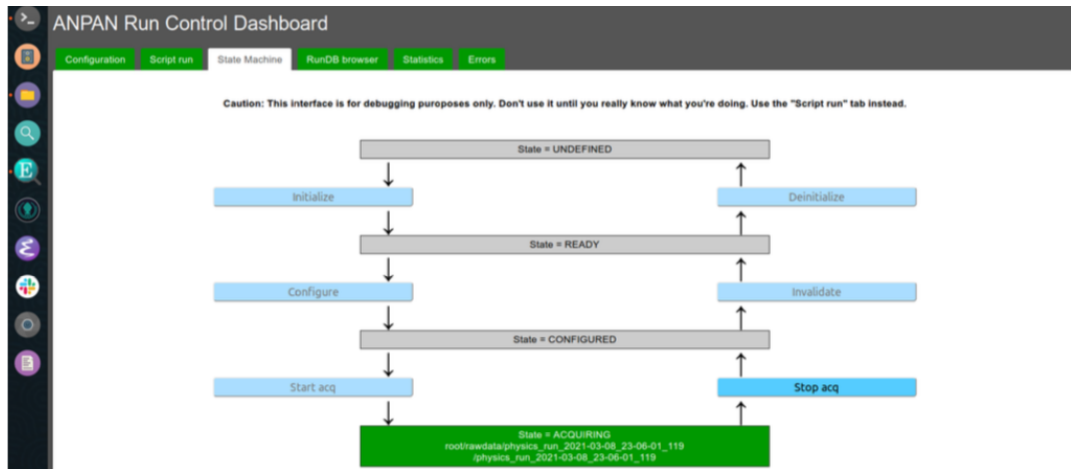 ANPAN Run Control Dashboard
Configuration Script run State Machine RunDB browser Statistics Errors
Caution: This interface is for debugging puroposes only. Don't use it until you really know what you're doing. Use the "Script run" tab instead.
State = UNDEFINED
Initialize Deinitialize
State = READY
Configure Invalidate
State = CONFIGURED
Start acq Stop acq
State = ACQUIRING
root/rawdata/physics_run_2021-03-08_23-06-01_119
/physics_run_2021-03-08_23-06-01_119